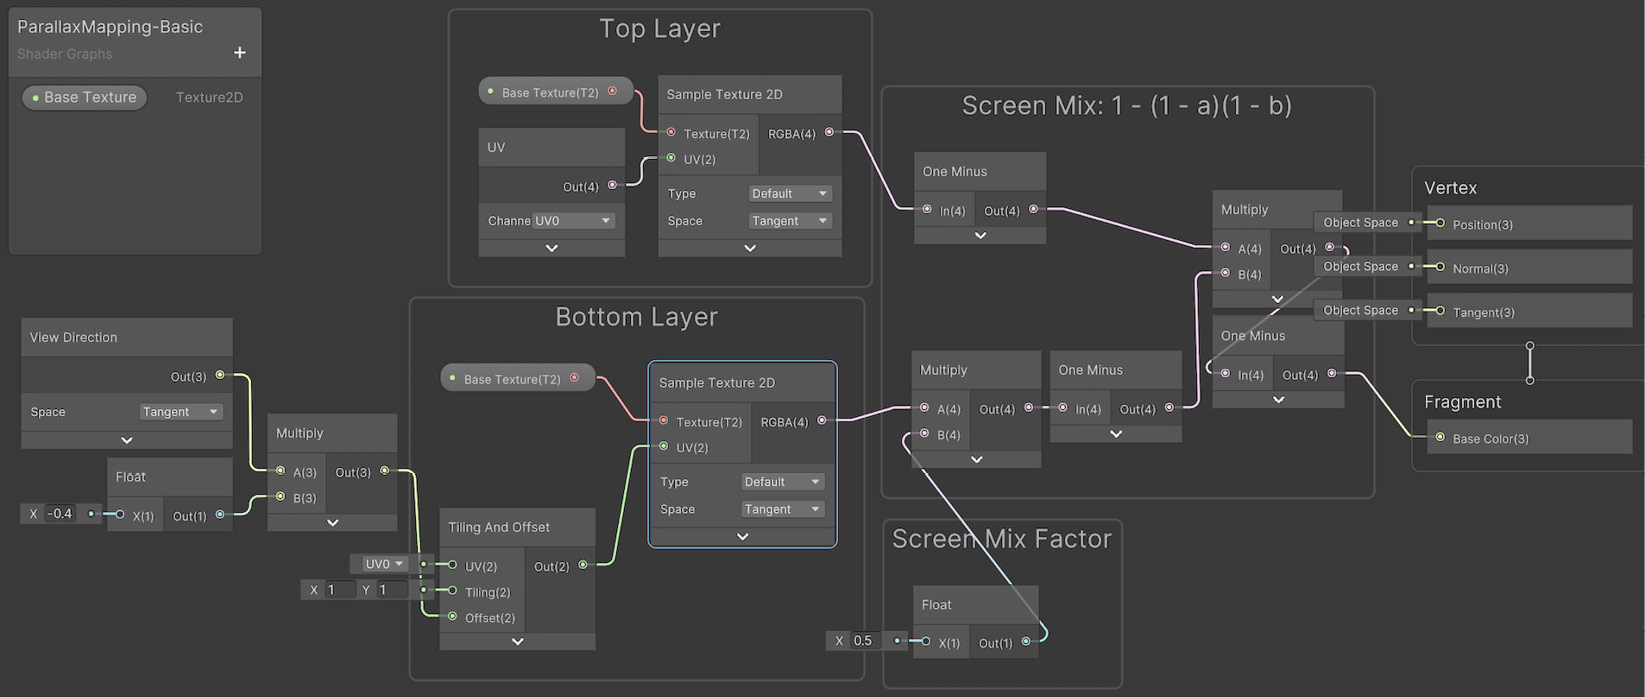 ParallaxMapping-Basic
Shader Graphs
+
Base Texture
Texture2D
Top Layer
Base Texture(T2)
UV
Out(4)
Channe UV0
Sample Texture 2D
Texture(T2) RGBA(4)
UV(2)
Type Default
Space Tangent
Screen Mix: 1 - (1 - a)(1 - b)
One Minus
In(4) Out(4)
Multiply
A(4) Out(4)
B(4)
One Minus
In(4) Out(4)
Multiply
A(4) Out(4)
B(4)
One Minus
In(4) Out(4)
Vertex
Object Space Position(3)
Object Space Normal(3)
Object Space Tangent(3)
Fragment
Base Color(3)
View Direction
Out(3)
Space Tangent
Float
X -0.4 X(1) Out(1)
Multiply
A(3) Out(3)
B(3)
Bottom Layer
Base Texture(T2)
Sample Texture 2D
Texture(T2) RGBA(4)
UV(2)
Type Default
Space Tangent
Tiling And Offset
UV0 UV(2) Out(2)
X 1 Y 1 Tiling(2)
Offset(2)
Screen Mix Factor
Float
X 0.5 X(1) Out(1)